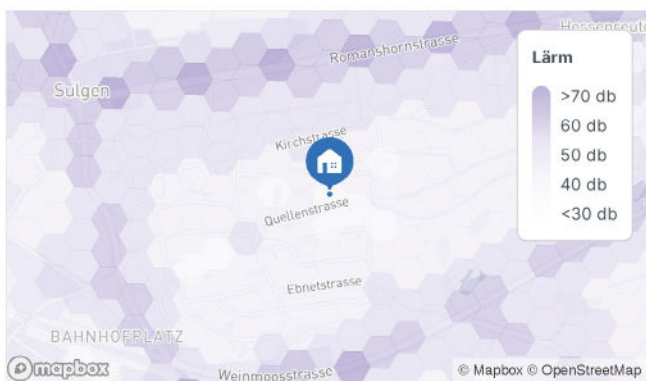 Hessenreuti
Romanshornstrasse
Lärm
>70 db
60 db
50 db
40 db
<30 db
Sulgen
Kirchstrasse
Quellenstrasse
Ebnetstrasse
BAHNHOFPLATZ
Weinmoosstrasse
mapbox
© Mapbox © OpenStreetMap